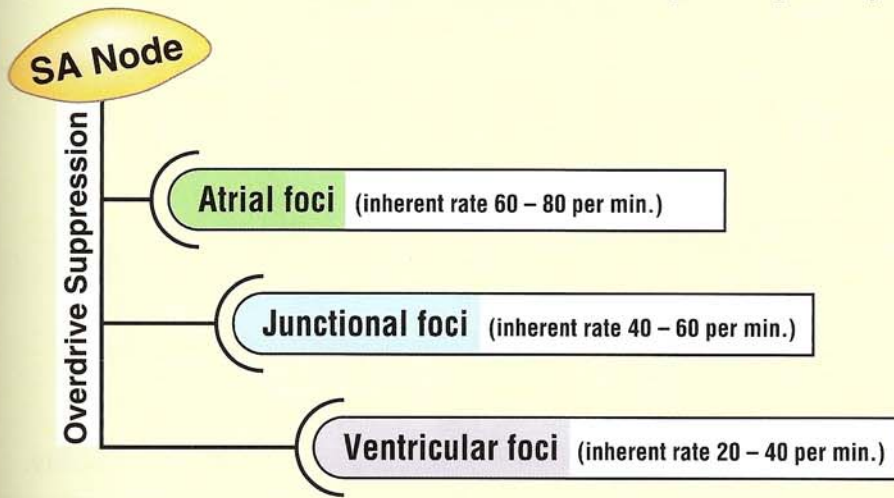 SA Node
Overdrive Suppression
Atrial foci (inherent rate 60 – 80 per min.)
Junctional foci (inherent rate 40 – 60 per min.)
Ventricular foci (inherent rate 20 – 40 per min.)